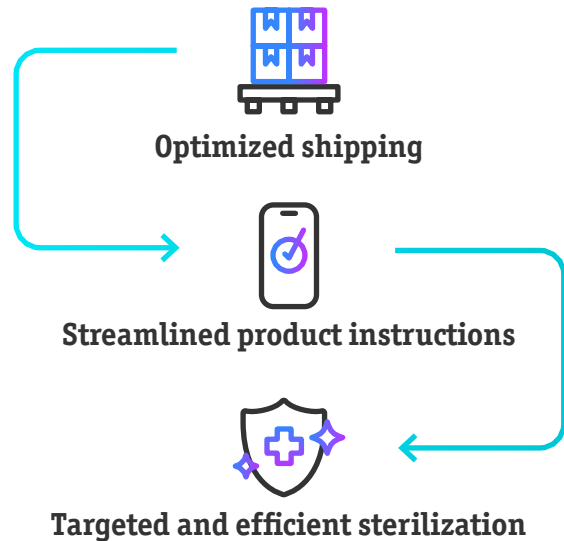 Optimized shipping
Streamlined product instructions
Targeted and efficient sterilization